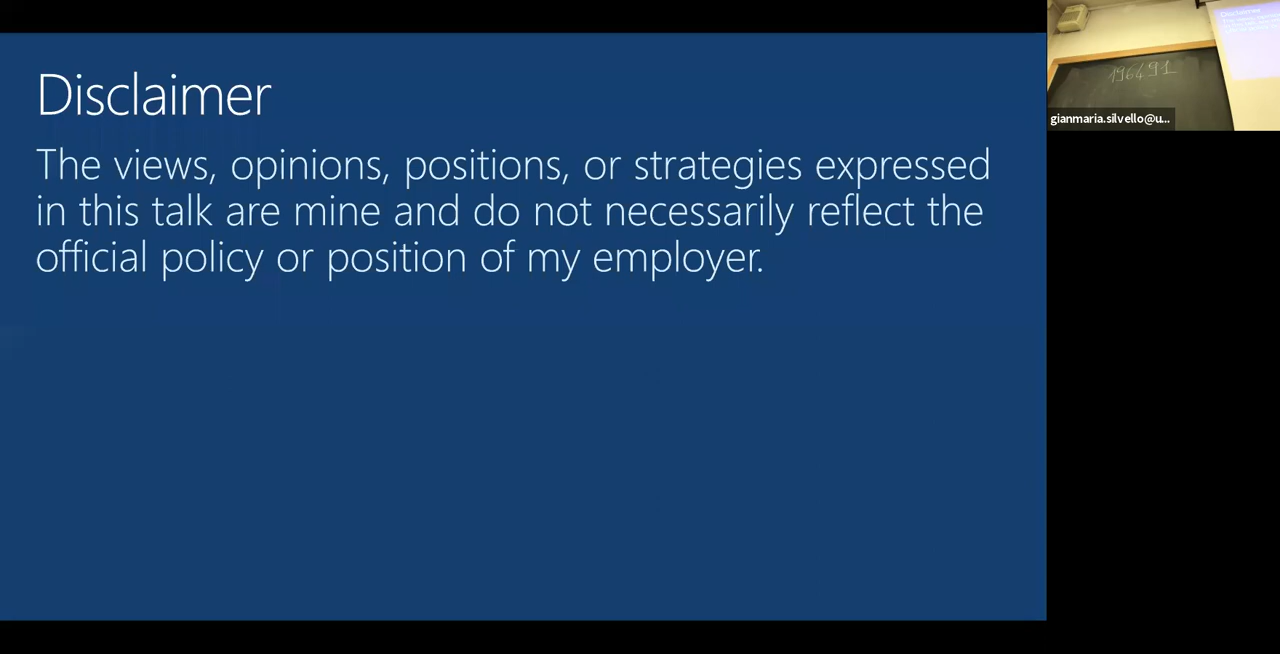 Disclaimer
The views, opinions, positions, or strategies expressed
in this talk are mine and do not necessarily reflect the
official policy or position of my employer.
196491
gianmaria.silvello@u...